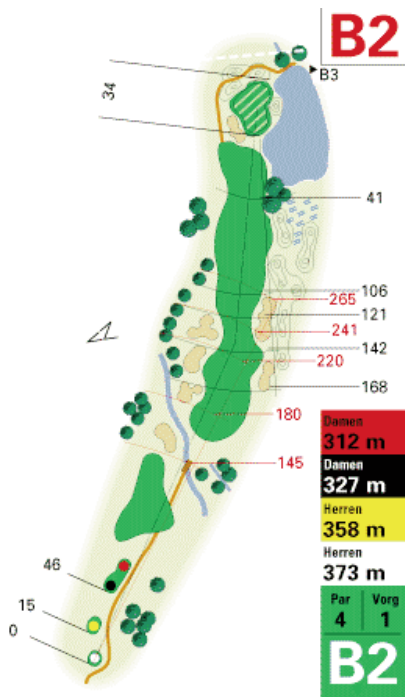 B2
B3
34
41
106
265
121
241
142
220
168
180
145
46
15
0
Damen
312 m
Damen
327 m
Herren
358 m
Herren
373 m
Par Vorg
4 1
B2